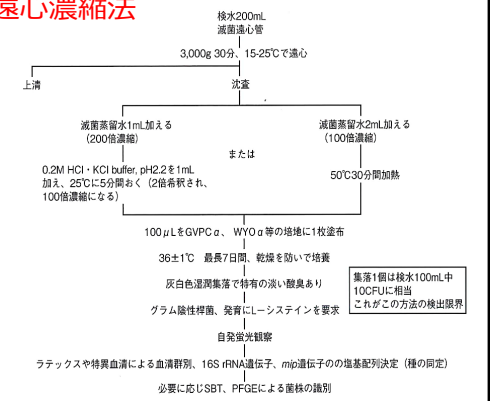 遠心濃縮法
検水200mL
滅菌遠心管
3,000g 30分、15-25℃で遠心
上清
沈査
滅菌蒸留水1mL加える
(200倍濃縮)
滅菌蒸留水2mL加える
(100倍濃縮)
または
0.2M HCl・KCl buffer, pH2.2を1mL
加え、25℃に5分間おく（2倍希釈され、
100倍濃縮になる）
50℃30分間加熱
100μLをGVPCα、WYOα等の培地に1枚塗布
36±1℃ 最長7日間、乾燥を防いで培養
灰白色湿潤集落で特有の淡い酸臭あり
集落1個は検水100mL中
10CFUに相当
これがこの方法の検出限界
グラム陰性桿菌、発育にL－システインを要求
自発蛍光観察
ラテックスや特異血清による血清群別、16S rRNA遺伝子、mip遺伝子のの塩基配列決定（種の同定）
必要に応じSBT、PFGEによる菌株の識別